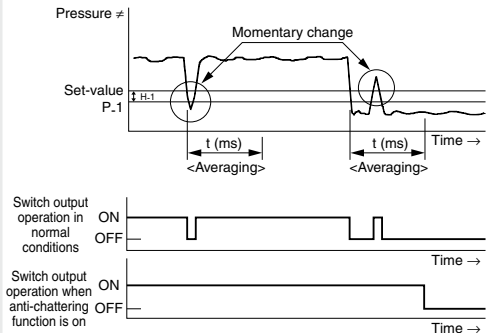 Pressure ≠
Momentary change
Set-value
H-1
P_1
t (ms)
t (ms)
Time →
<Averaging>
<Averaging>
Switch output
operation in
normal
conditions
ON
OFF
Time →
Switch output
operation when
anti-chattering
function is on
ON
OFF
Time →